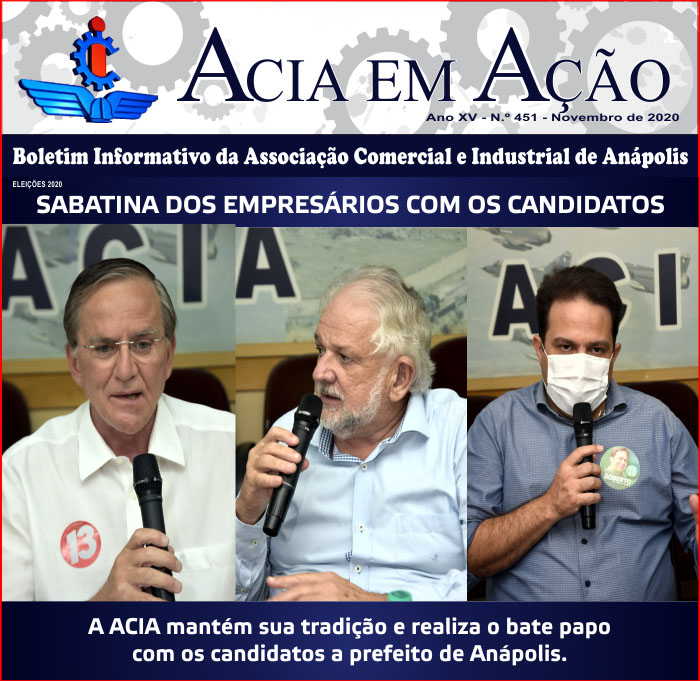 ACIA EM AÇÃO
Ano XV - N.º 451 - Novembro de 2020
Boletim Informativo da Associação Comercial e Industrial de Anápolis
ELEIÇÕES 2020
SABATINA DOS EMPRESÁRIOS COM OS CANDIDATOS
ACIA
A
ACI
13
ROBERTO
A ACIA mantém sua tradição e realiza o bate papo
com os candidatos a prefeito de Anápolis.